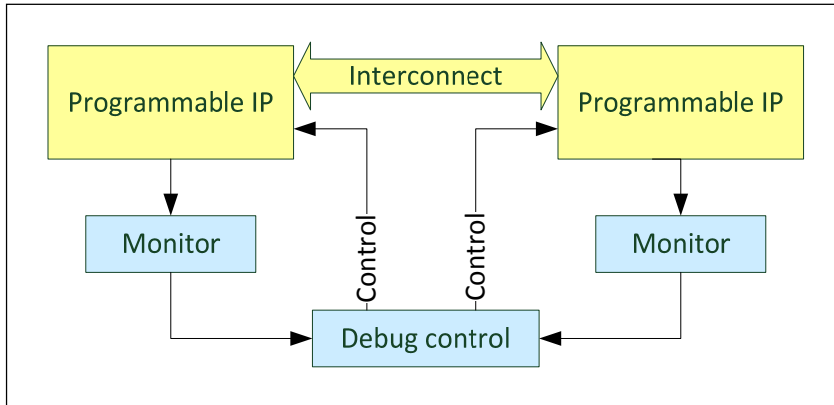 Programmable IP
Interconnect
Programmable IP
Monitor
Control
Control
Monitor
Debug control